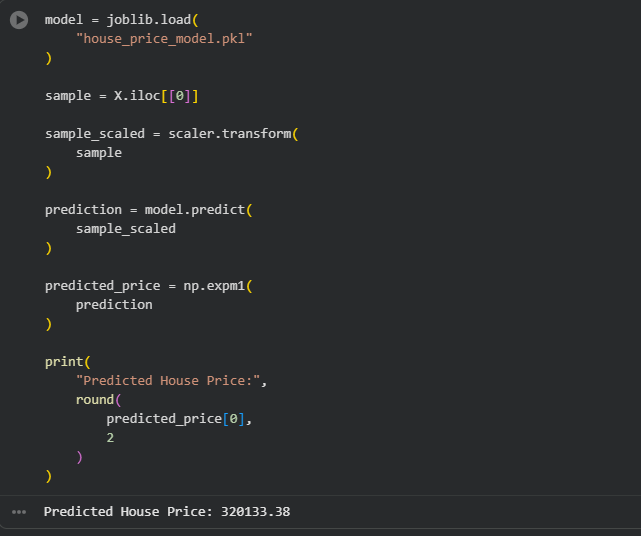 model = joblib.load(
    "house_price_model.pkl"
)
sample = X.iloc[[0]]
sample_scaled = scaler.transform(
    sample
)
prediction = model.predict(
    sample_scaled
)
predicted_price = np.expm1(
    prediction
)
print(
    "Predicted House Price:",
    round(
        predicted_price[0],
        2
    )
)
Predicted House Price: 320133.38